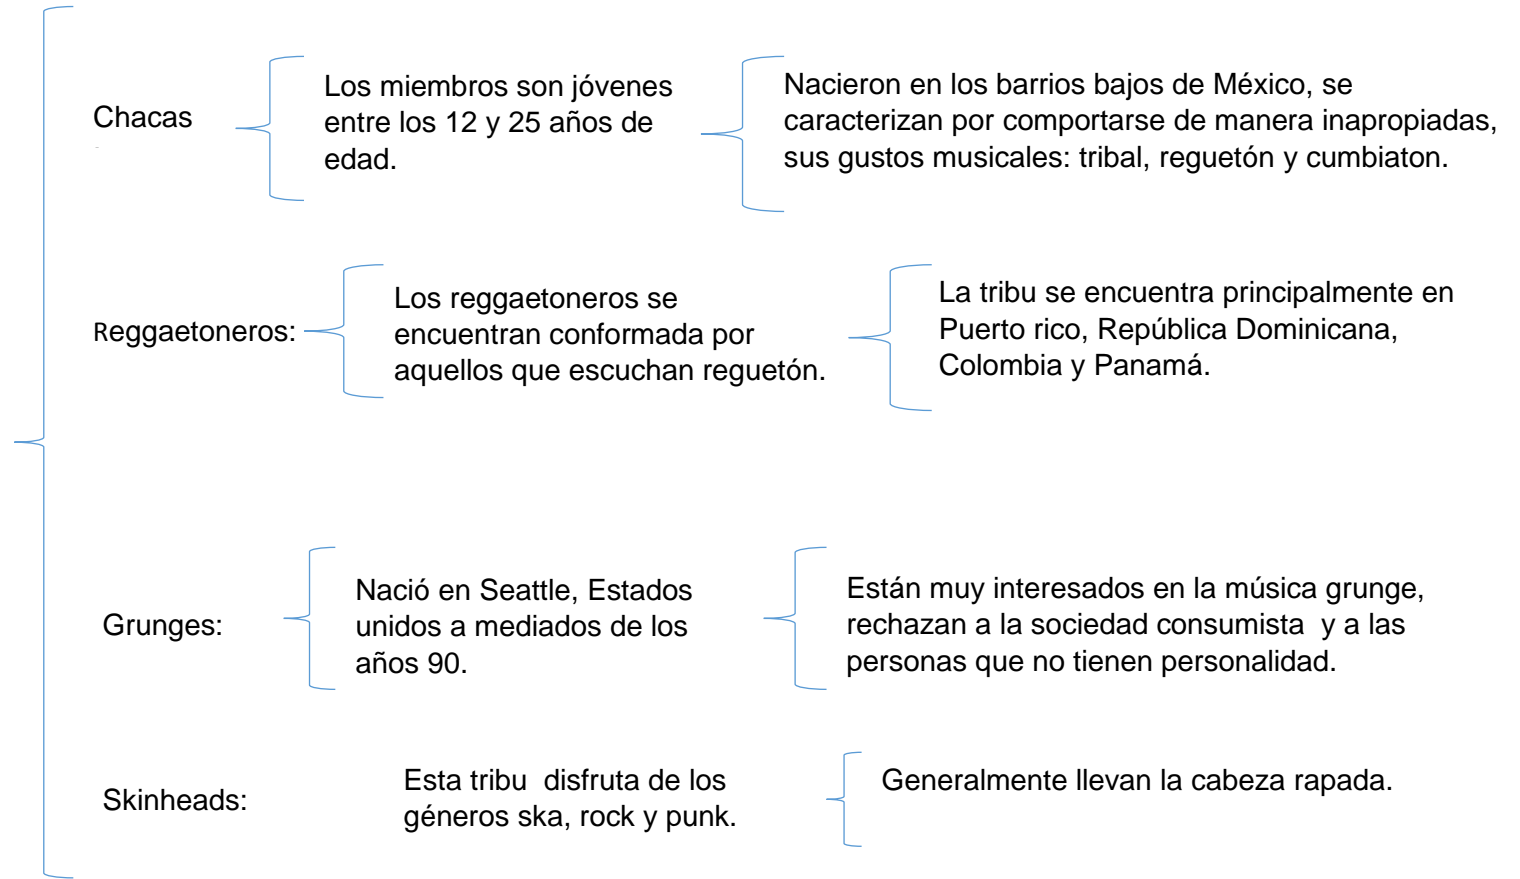 Chacas
Los miembros son jóvenes
entre los 12 y 25 años de
edad.
Nacieron en los barrios bajos de México, se
caracterizan por comportarse de manera inapropiadas,
sus gustos musicales: tribal, reguetón y cumbiaton.
Reggaetoneros:
Los reggaetoneros se
encuentran conformada por
aquellos que escuchan reguetón.
La tribu se encuentra principalmente en
Puerto rico, República Dominicana,
Colombia y Panamá.
Grunges:
Nació en Seattle, Estados
unidos a mediados de los
años 90.
Están muy interesados en la música grunge,
rechazan a la sociedad consumista  y a las
personas que no tienen personalidad.
Skinheads:
Esta tribu  disfruta de los
géneros ska, rock y punk.
Generalmente llevan la cabeza rapada.